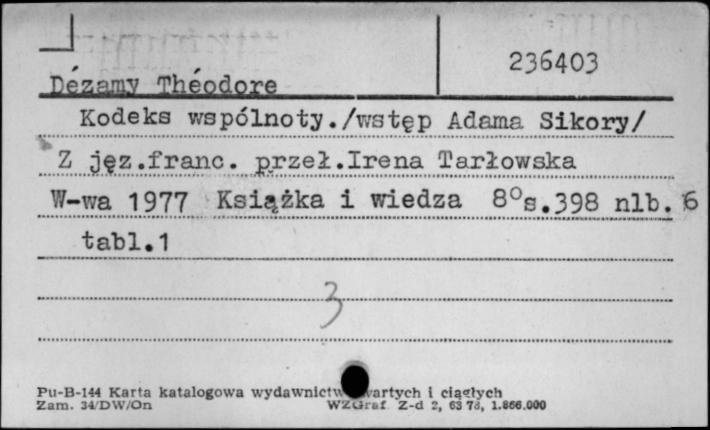 236403
Dézamy Théodore
Kodeks wspólnoty./wstęp Adama Sikory/
Z jęz.franc. przeł.Irena Tarłowska
W-wa 1977 Książka i wiedza 8°s.398 nlb.6
tabl.1
3
Pu-B-144 Karta katalogowa wydawnictw zwartych i ciągłych
Zam. 34/DW/On WZGraf. Z-d 2, 63 78, 1.866.000